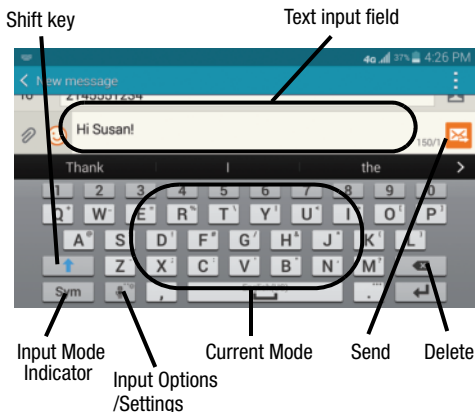 Shift key
Text input field
4G 37% 4:26 PM
New message
2145551234
Hi Susan!
150/1
Thank I the
1 2 3 4 5 6 7 8 9 0
Q W E R T Y U I O P
A S D F G H J K L
Z X C V B N M
Sym , .
Input Mode
Indicator
Input Options
/Settings
Current Mode
Send
Delete